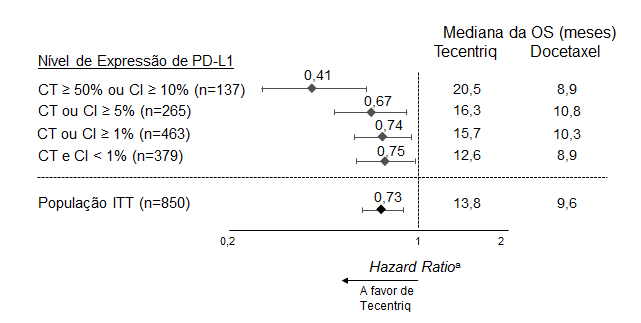 Mediana da OS (meses)
Nível de Expressão de PD-L1 Tecentriq Docetaxel
CT ≥ 50% ou CI ≥ 10% (n=137) 0,41 20,5 8,9
CT ou CI ≥ 5% (n=265) 0,67 16,3 10,8
CT ou CI ≥ 1% (n=463) 0,74 15,7 10,3
CT e CI < 1% (n=379) 0,75 12,6 8,9
População ITT (n=850) 0,73 13,8 9,6
0,2 1 2
Hazard Ratioª
A favor de
Tecentriq